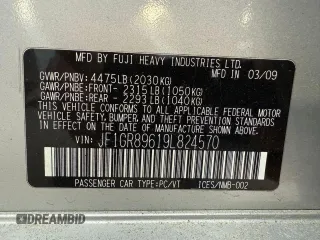 MFD BY FUJI HEAVY INDUSTRIES LTD.
03/09
GVWR/PNBV: 4475LB(2030KG)
GAWR/PNBE:FRONT- 2315LB(1050KG)
GAWR/PNBE:REAR - 2293LB(1040KG)
THIS VEHICLE CONFORMS TO ALL APPLICABLE
FEDERAL MOTOR VEHICLE SAFETY, BUMPER, AND
THEFT PREVENTION STANDARDS IN EFFECT ON THE
DATE OF MANUFACTURE SHOWN ABOVE.
VIN: JF1GR89619L824570
PASSENGER CAR TYPE:PC/VT ICES/NMB-002
©DREAMBID